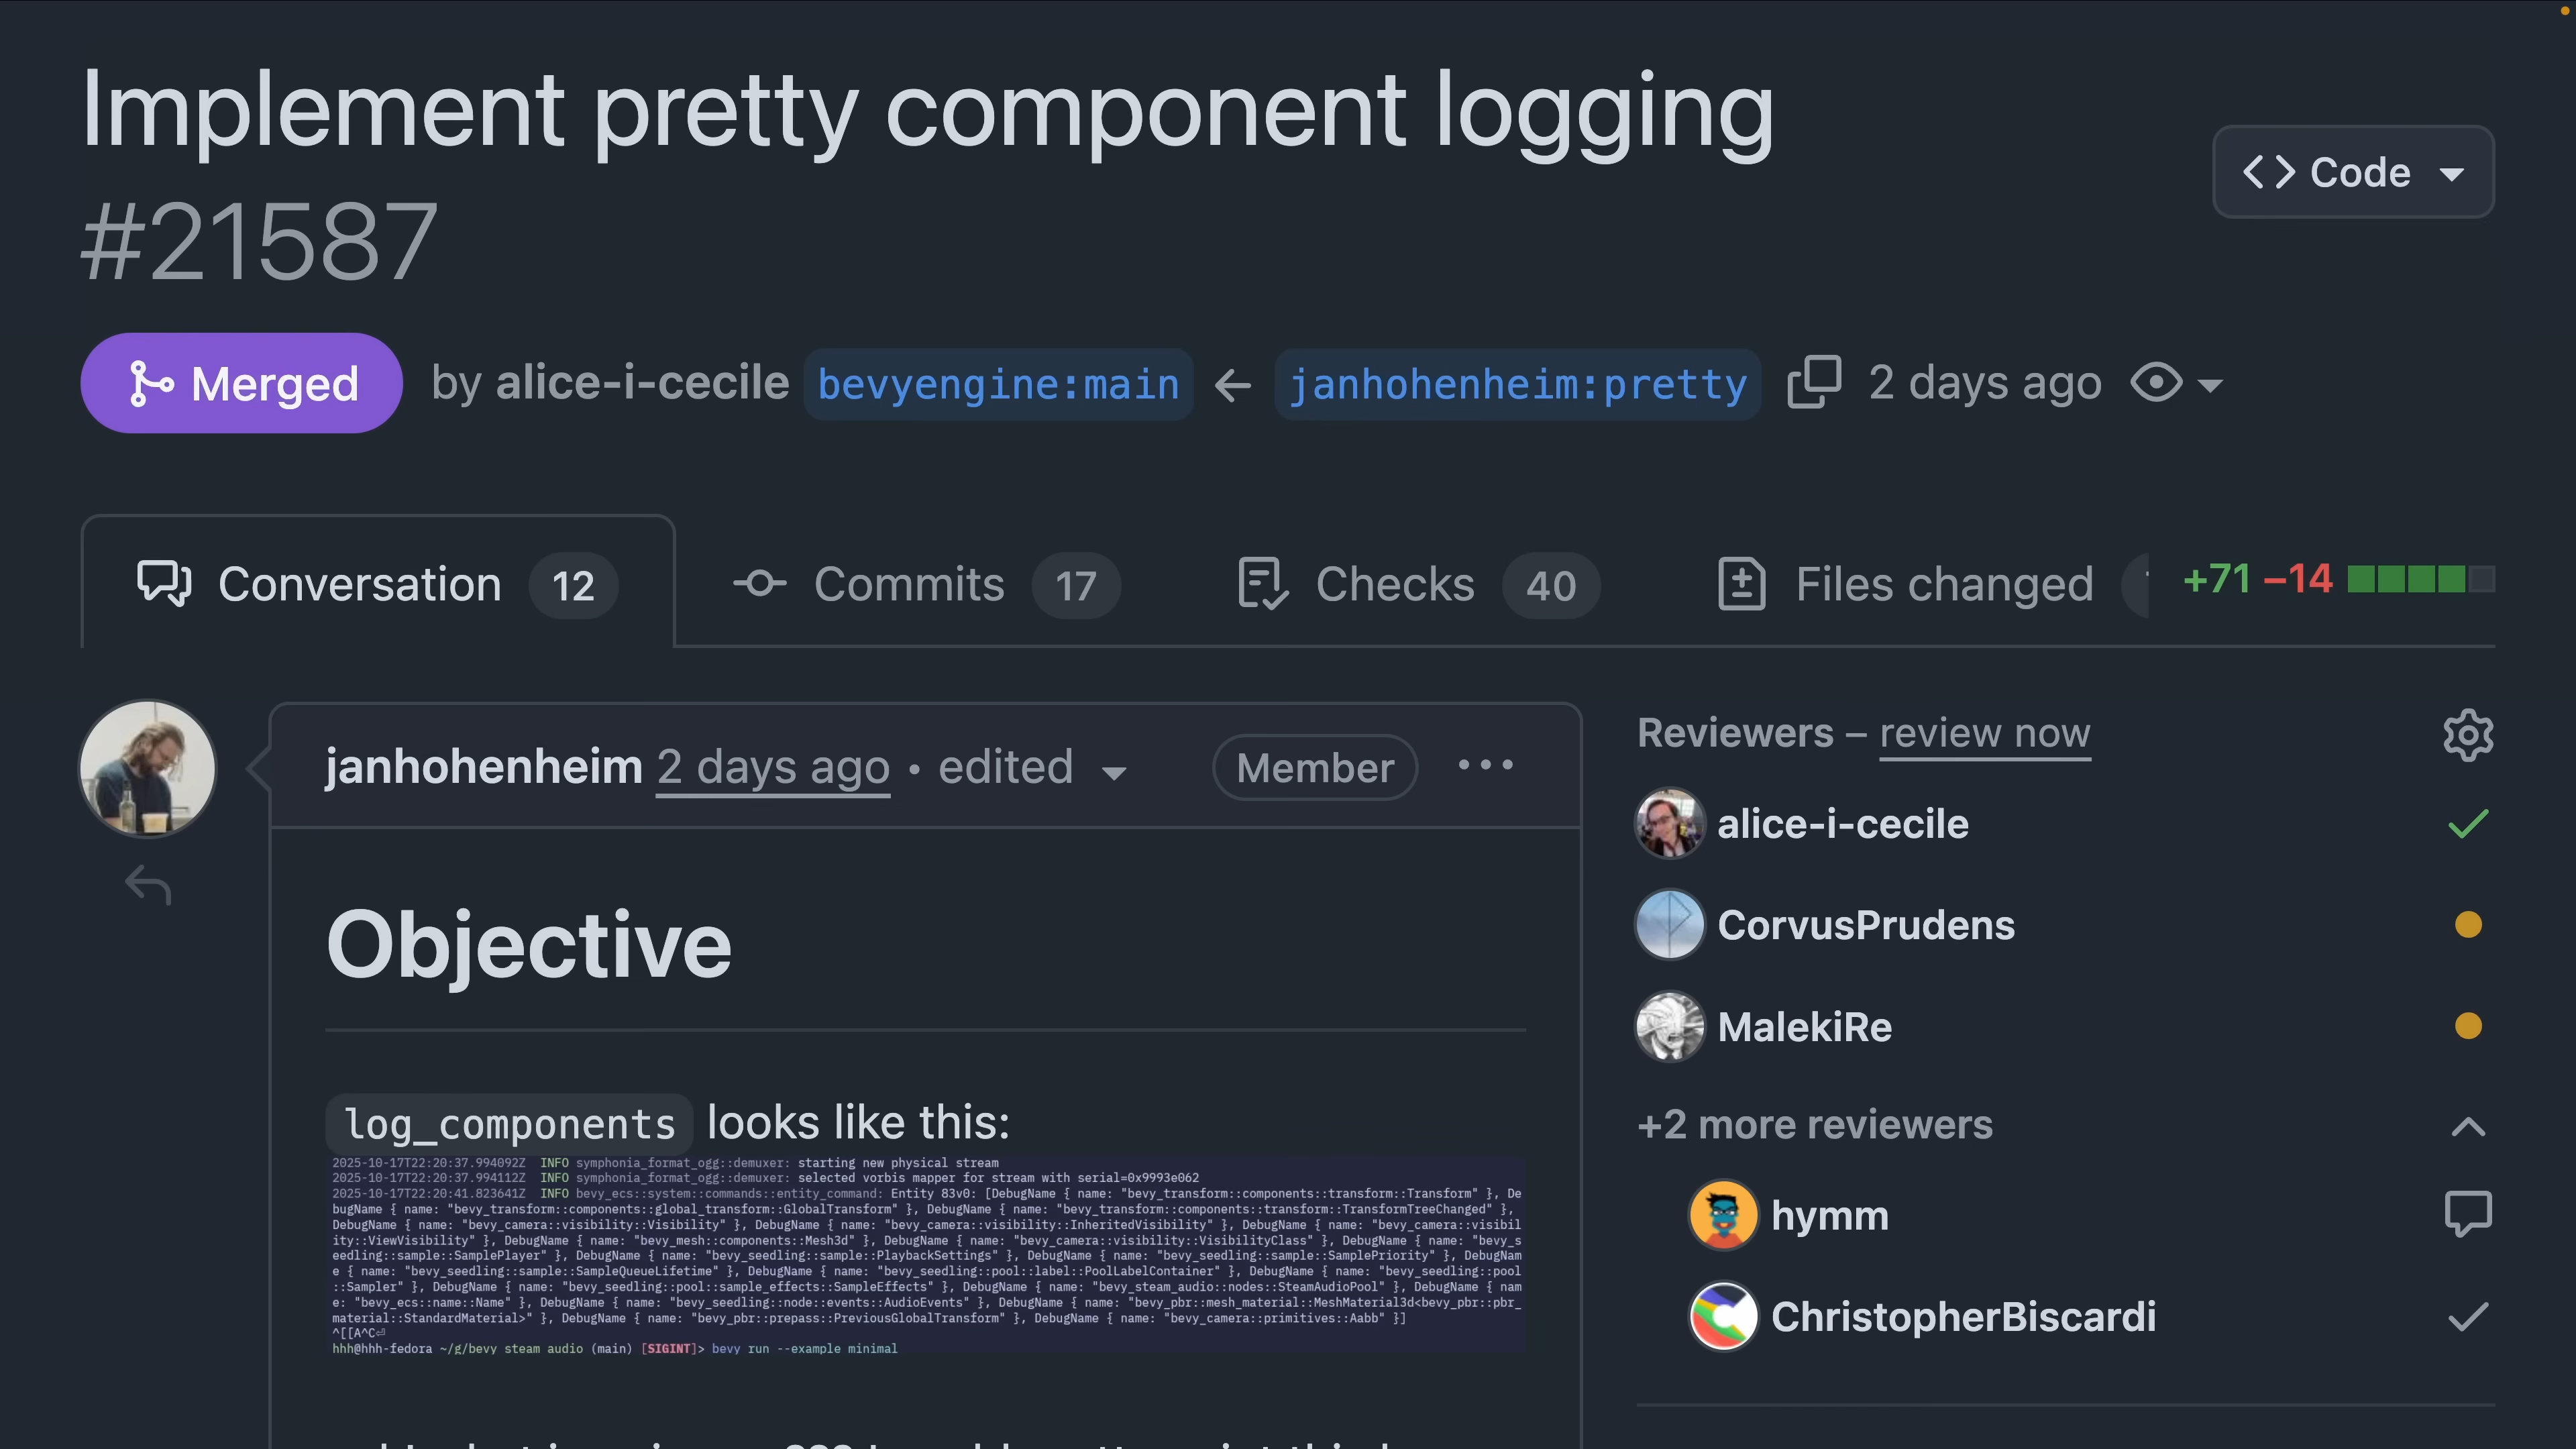 Implement pretty component logging
#21587
Code
Merged by alice-i-cecile bevyengine:main ← janhohenheim:pretty 2 days ago
Conversation 12 Commits 17 Checks 40 Files changed +71 −14
janhohenheim 2 days ago • edited Member
Objective
log_components looks like this:
2025-10-17T22:20:37.994092Z INFO symphonia_format_ogg::demuxer: starting new physical stream
2025-10-17T22:20:37.994112Z INFO symphonia_format_ogg::demuxer: selected vorbis mapper for stream with serial=0x9993e062
2025-10-17T22:20:41.823641Z INFO bevy_ecs::system::commands::entity_command: Entity 83v0: [DebugName { name: "bevy_transform::components::transform::Transform" }, De
bugName { name: "bevy_transform::components::global_transform::GlobalTransform" }, DebugName { name: "bevy_transform::components::transform::TransformTreeChanged" },
DebugName { name: "bevy_camera::visibility::Visibility" }, DebugName { name: "bevy_camera::visibility::InheritedVisibility" }, DebugName { name: "bevy_camera::visibil
ity::ViewVisibility" }, DebugName { name: "bevy_mesh::components::Mesh3d" }, DebugName { name: "bevy_camera::visibility::VisibilityClass" }, DebugName { name: "bevy_s
eedling::sample::SamplePlayer" }, DebugName { name: "bevy_seedling::sample::PlaybackSettings" }, DebugName { name: "bevy_seedling::sample::SamplePriority" }, DebugNam
e { name: "bevy_seedling::sample::SampleQueueLifetime" }, DebugName { name: "bevy_seedling::pool::label::PoolLabelContainer" }, DebugName { name: "bevy_seedling::pool
::Sampler" }, DebugName { name: "bevy_seedling::pool::sample_effects::SampleEffects" }, DebugName { name: "bevy_steam_audio::nodes::SteamAudioPool" }, DebugName { nam
e: "bevy_ecs::name::Name" }, DebugName { name: "bevy_seedling::node::events::AudioEvents" }, DebugName { name: "bevy_pbr::mesh_material::MeshMaterial3d<bevy_pbr::pbr_
material::StandardMaterial>" }, DebugName { name: "bevy_pbr::prepass::PreviousGlobalTransform" }, DebugName { name: "bevy_camera::primitives::Aabb" }]
^[[A^C⏎
hhh@hhh-fedora ~/g/bevy_steam_audio (main) [SIGINT]> bevy run --example minimal
Reviewers – review now
alice-i-cecile
CorvusPrudens
MalekiRe
+2 more reviewers
hymm
ChristopherBiscardi